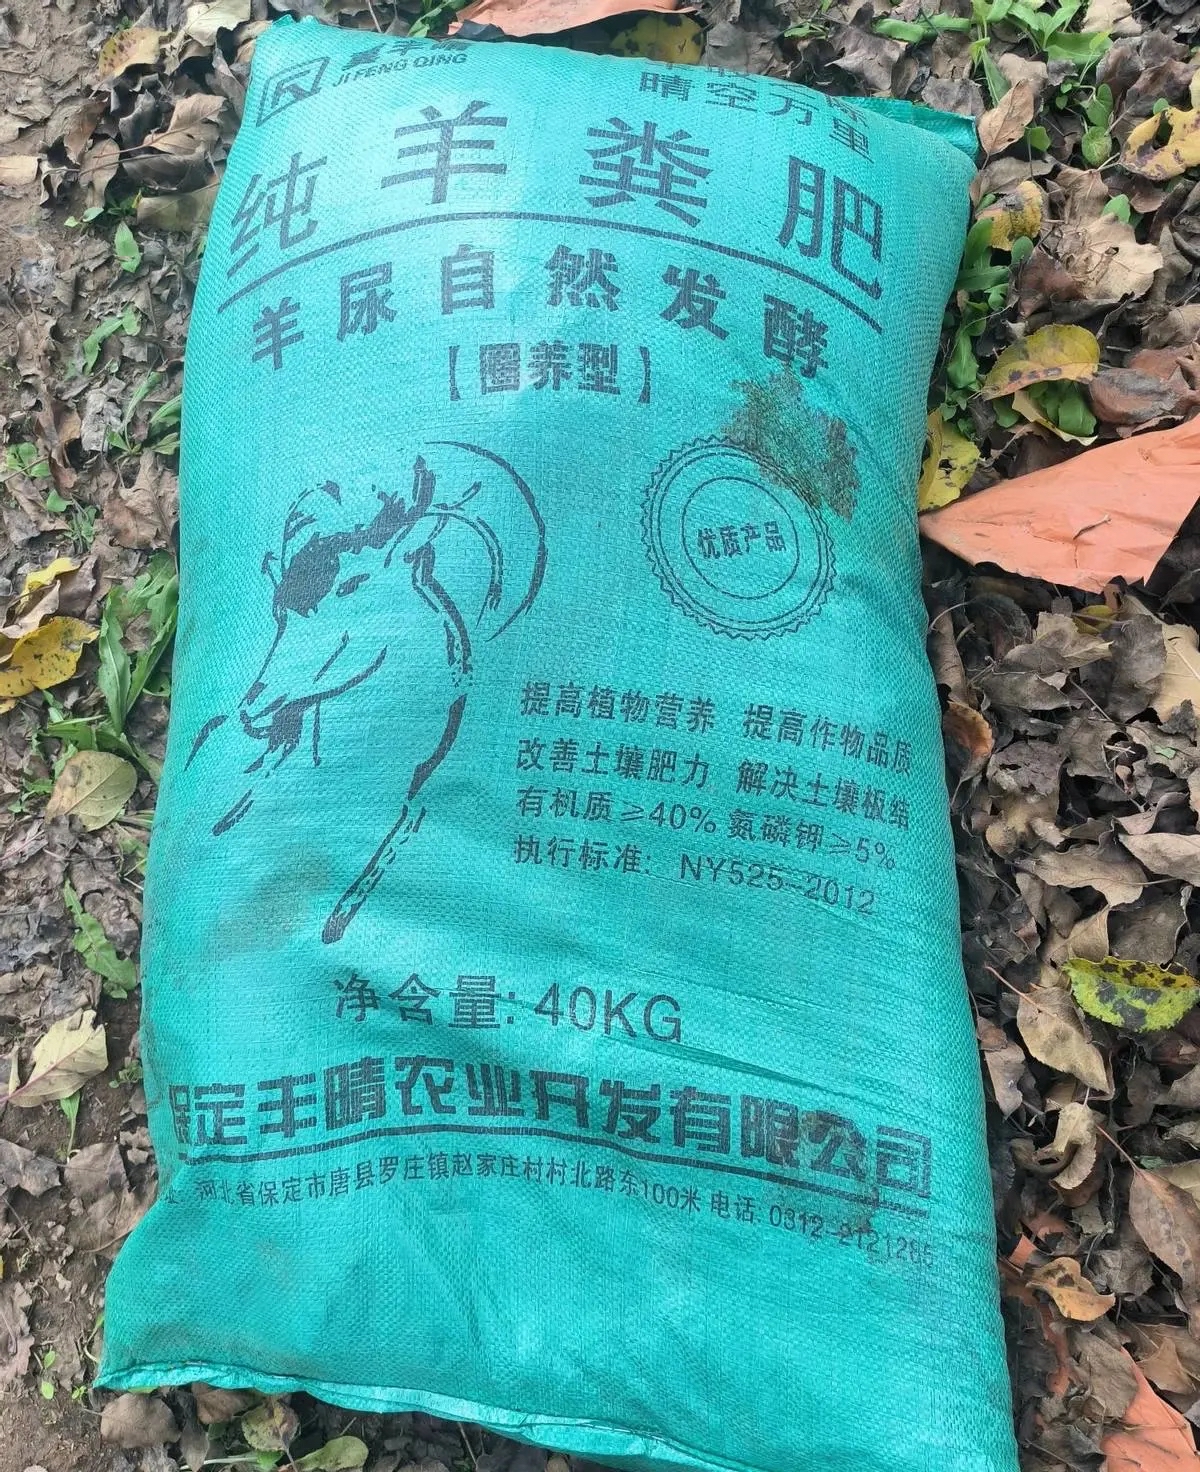 JI FENG QING
晴空万里
纯羊粪肥
羊尿自然发酵
【圈养型】
优质产品
提高植物营养 提高作物品质
改善土壤肥力 解决土壤板结
有机质≥40% 氮磷钾≥5%
执行标准: NY525-2012
净含量: 40KG
保定丰晴农业开发有限公司
河北省保定市唐县罗庄镇赵家庄村村北路东100米 电话: 0312-2121285